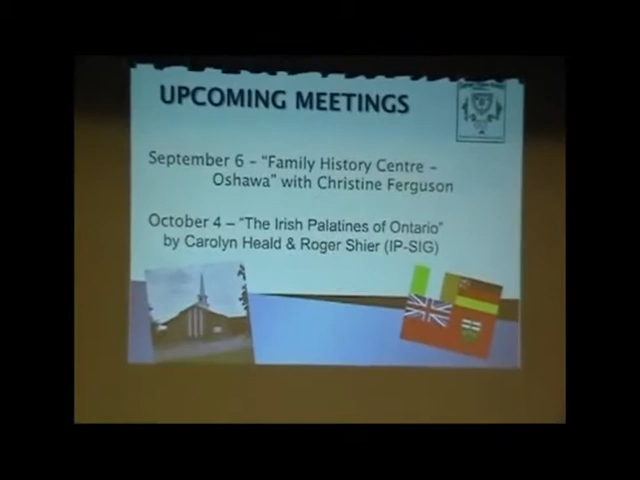 UPCOMING MEETINGS
September 6 – "Family History Centre –
Oshawa" with Christine Ferguson
October 4 – "The Irish Palatines of Ontario"
by Carolyn Heald & Roger Shier (IP-SIG)